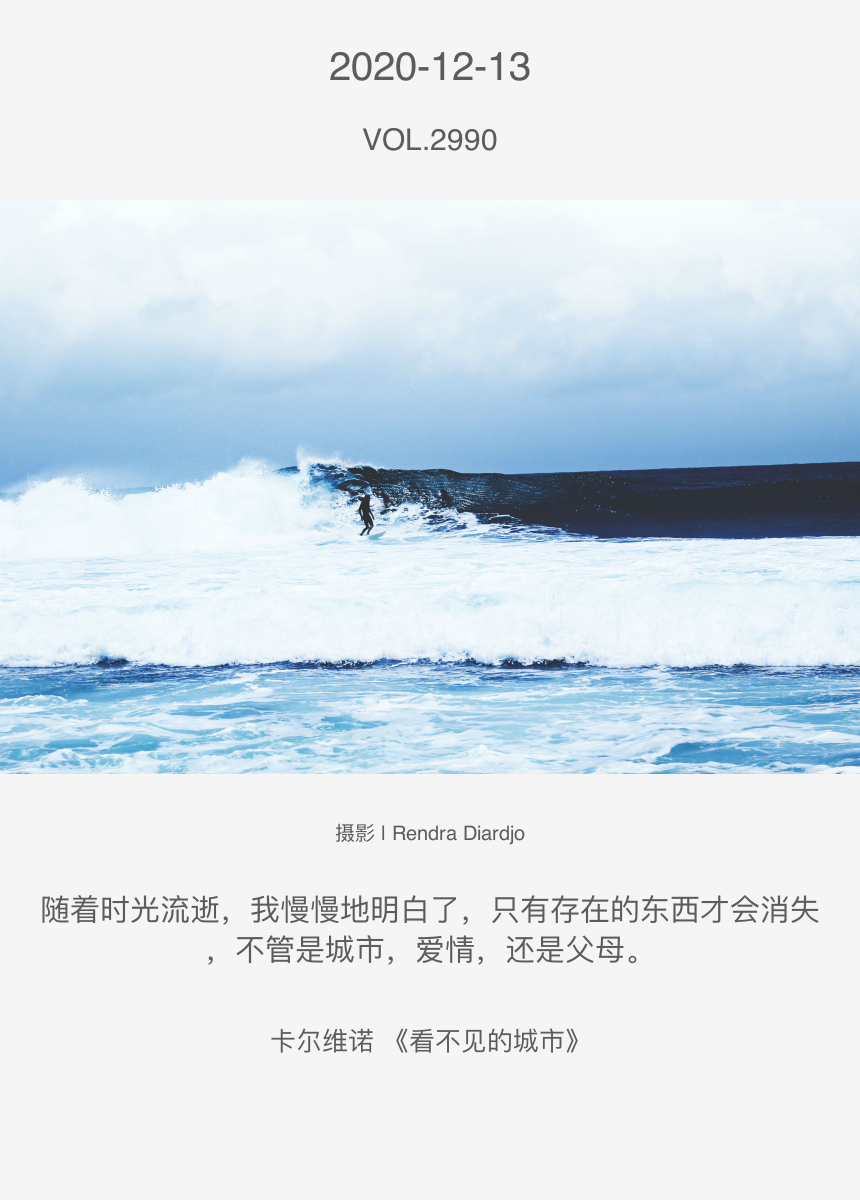 2020-12-13
VOL.2990
摄影 l Rendra Diardjo
随着时光流逝，我慢慢地明白了，只有存在的东西才会消失
，不管是城市，爱情，还是父母。
卡尔维诺 《看不见的城市》